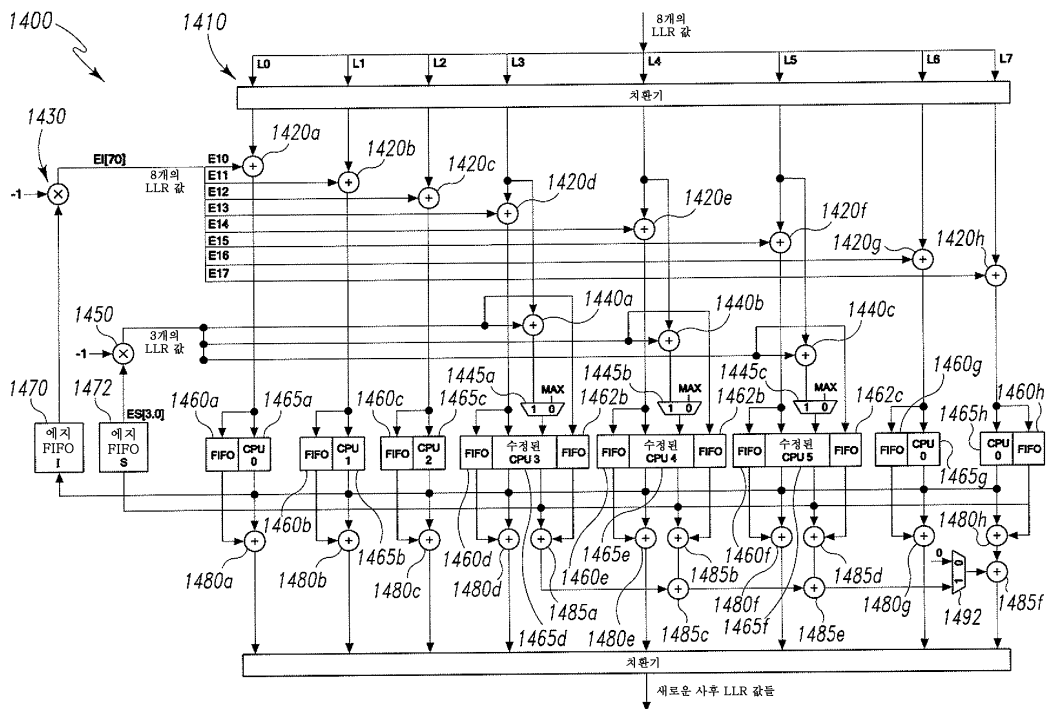 1400
1410
8개의
LLR 값
L0
L1
L2
L3
L4
L5
L6
L7
치환기
1430
1420a
1420b
1420c
1420d
1420e
1420f
1420g
1420h
EI[70]
8개의
LLR 값
-1
E10
E11
E12
E13
E14
E15
E16
E17
1450
3개의
LLR 값
-1
1440a
1440b
1440c
1445a
MAX
1445b
MAX
1445c
MAX
1 0
1 0
1 0
1470
1472
ES[3.0]
1460a
1465a
1460c
1465c
1462b
1462b
1462c
1460g
1465h
1460h
에지
FIFO
I
에지
FIFO
S
FIFO
CPU
0
FIFO
CPU
1
FIFO
CPU
2
FIFO
수정된
CPU 3
FIFO
FIFO
수정된
CPU 4
FIFO
FIFO
수정된
CPU 5
FIFO
FIFO
CPU
0
CPU
0
FIFO
1465g
1460b
1465b
1460d
1460e
1465e
1460f
1480h
1480a
1480b
1480c
1480d
1485a
1485b
1480f
1485d
1480g
0
0
1
1492
1485f
1465d
1480e
1485c
1465f
1485e
치환기
새로운 사후 LLR 값들